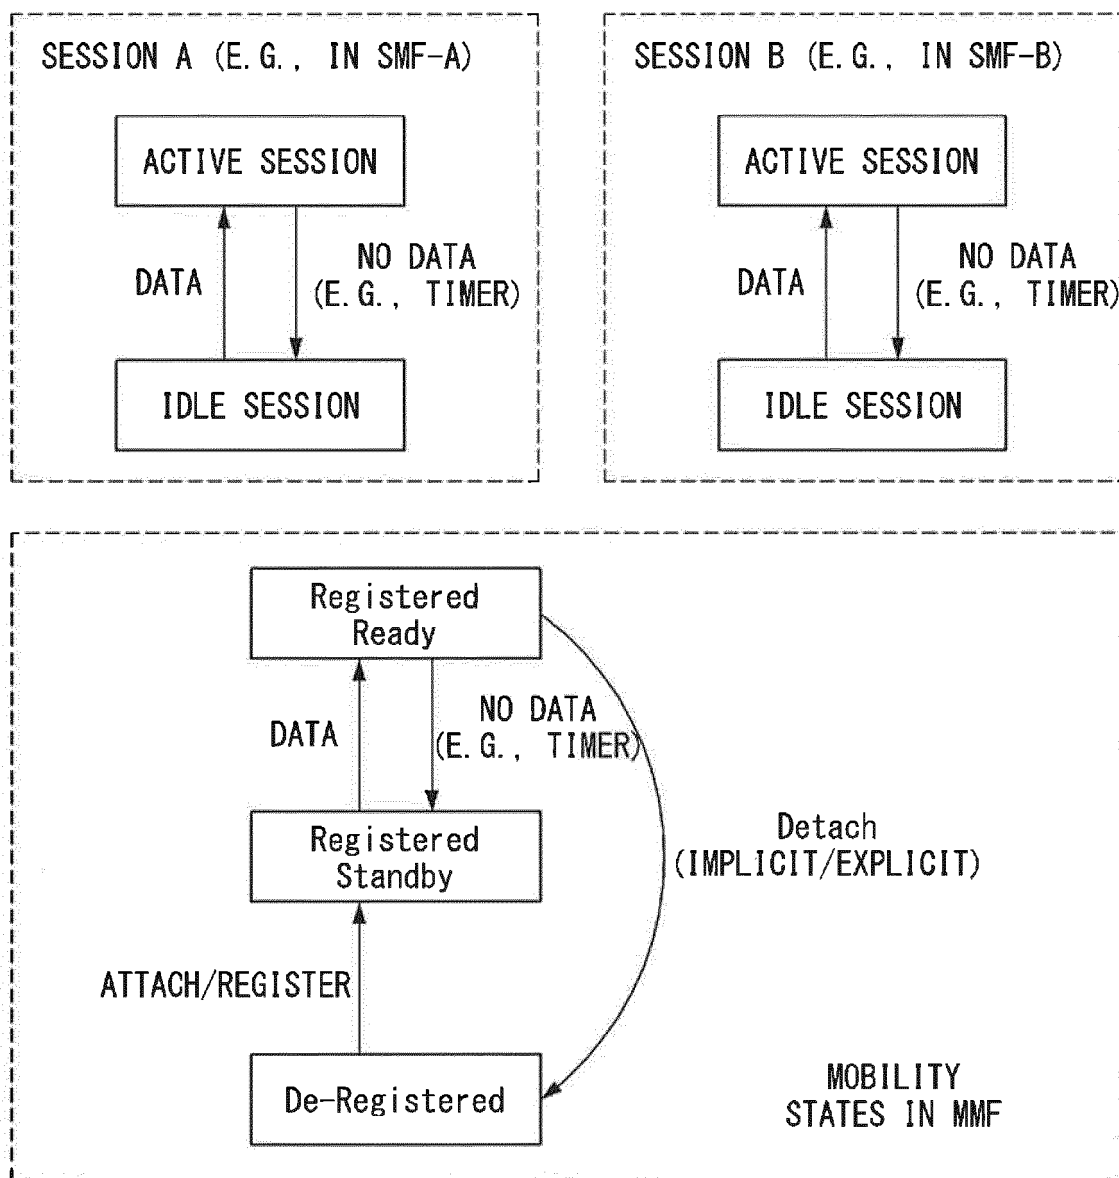 SESSION A (E.G., IN SMF-A)
ACTIVE SESSION
DATA
NO DATA
(E.G., TIMER)
IDLE SESSION
SESSION B (E.G., IN SMF-B)
ACTIVE SESSION
DATA
NO DATA
(E.G., TIMER)
IDLE SESSION
Registered
Ready
DATA
NO DATA
(E.G., TIMER)
Registered
Standby
Detach
(IMPLICIT/EXPLICIT)
ATTACH/REGISTER
De-Registered
MOBILITY
STATES IN MMF